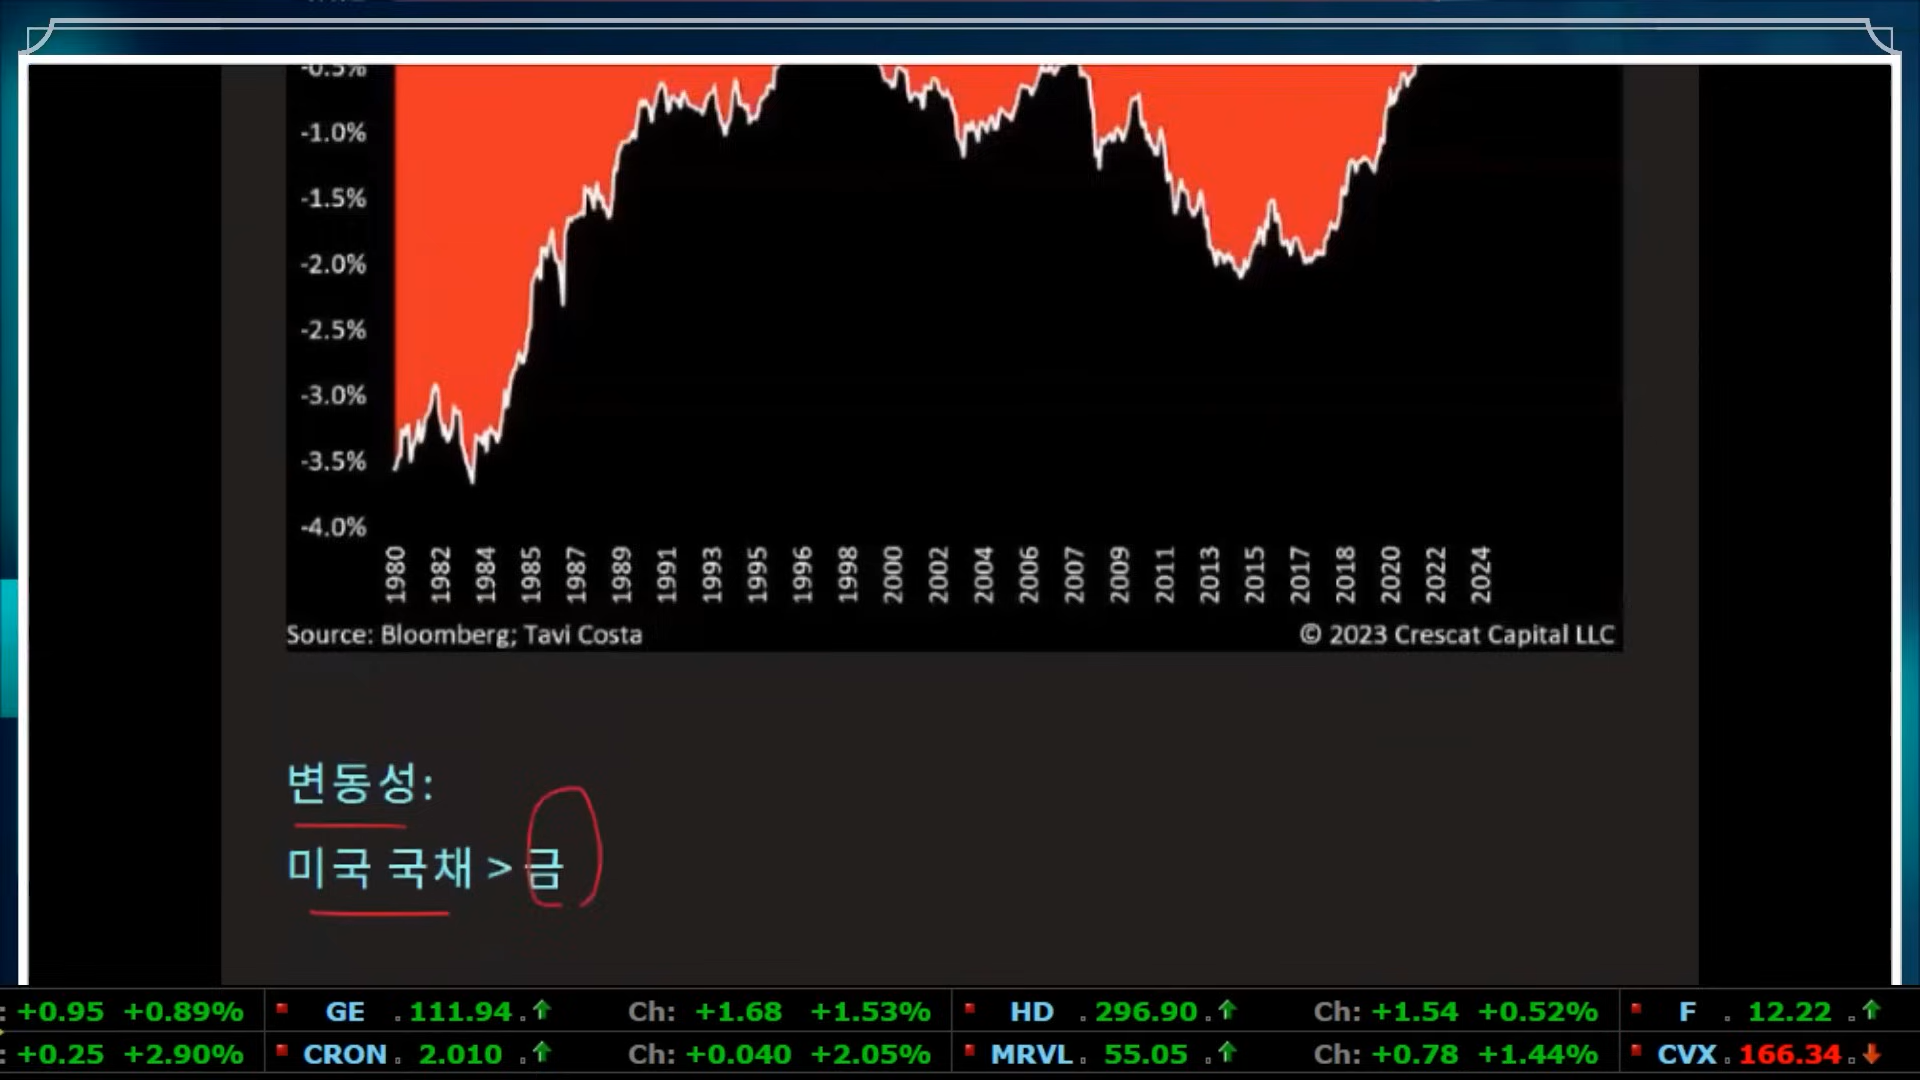 -0.5%
-1.0%
-1.5%
-2.0%
-2.5%
-3.0%
-3.5%
-4.0%
1980 1982 1984 1985 1987 1989 1991 1993 1995 1996 1998 2000 2002 2004 2006 2007 2009 2011 2013 2015 2017 2018 2020 2022 2024
Source: Bloomberg; Tavi Costa © 2023 Crescat Capital LLC
변동성:
미국 국채 > 금
: +0.95 +0.89% GE 111.94 Ch: +1.68 +1.53% HD 296.90 Ch: +1.54 +0.52% F 12.22
: +0.25 +2.90% CRON 2.010 Ch: +0.040 +2.05% MRVL 55.05 Ch: +0.78 +1.44% CVX 166.34